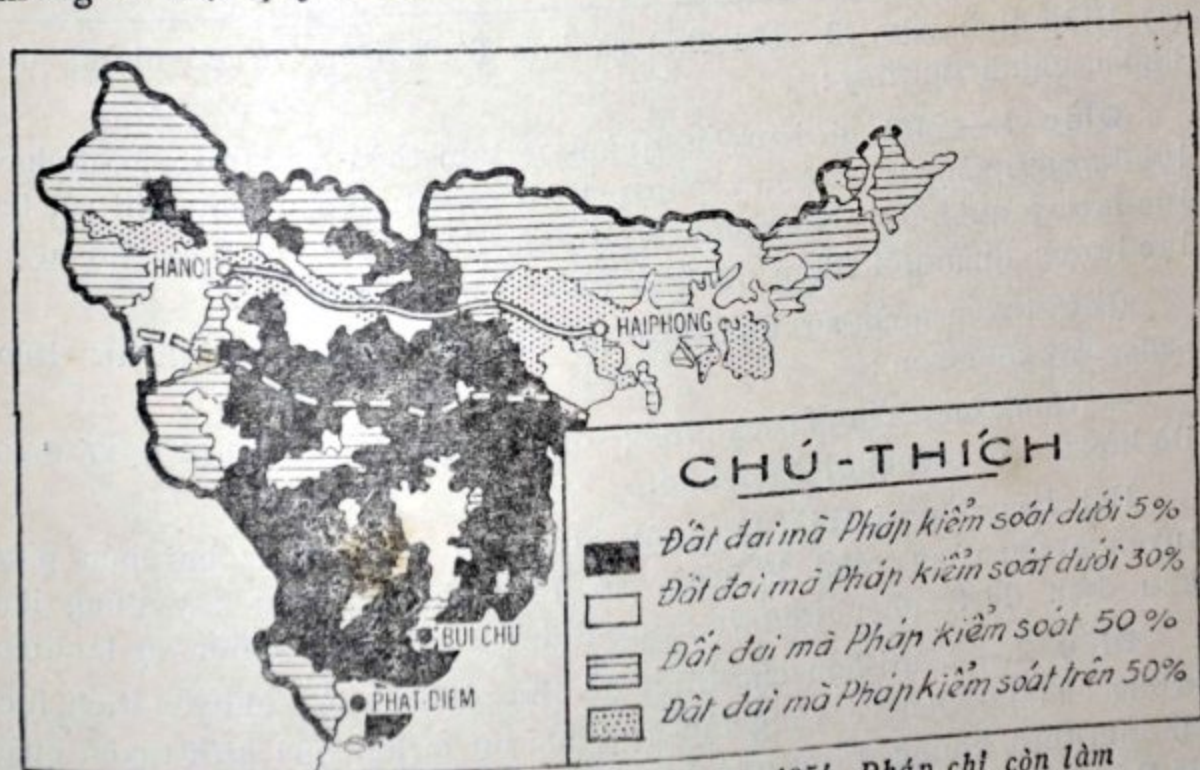 HANOI
HAIPHONG
BUI CHU
PHAT DIEM
CHÚ-THÍCH
Đất đai mà Pháp kiểm soát dưới 5%
Đất đai mà Pháp kiểm soát dưới 30%
Đất đai mà Pháp kiểm soát 50%
Đất đai mà Pháp kiểm soát trên 50%
Pháp chỉ còn làm